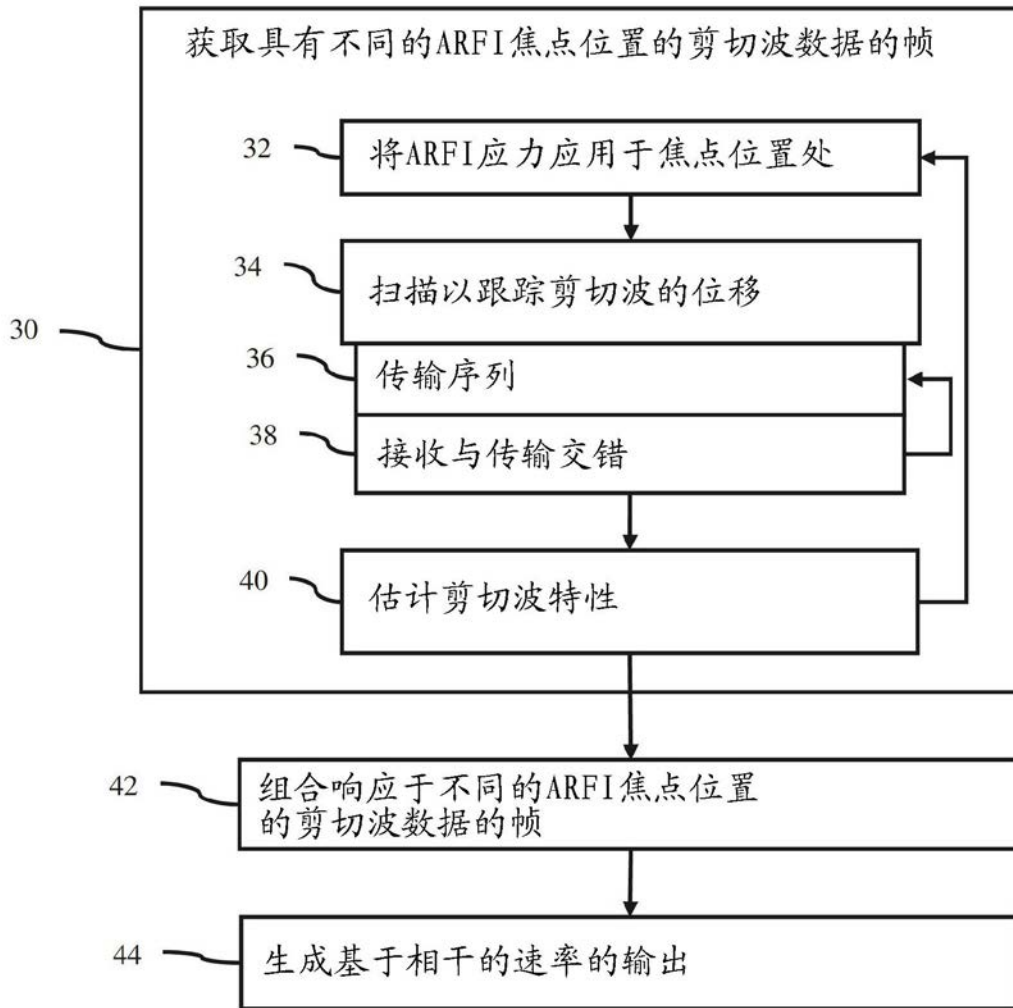 获取具有不同的ARFI焦点位置的剪切波数据的帧
32
将ARFI应力应用于焦点位置处
34
扫描以跟踪剪切波的位移
30
36
传输序列
38
接收与传输交错
40
估计剪切波特性
42
组合响应于不同的ARFI焦点位置
的剪切波数据的帧
44
生成基于相干的速率的输出